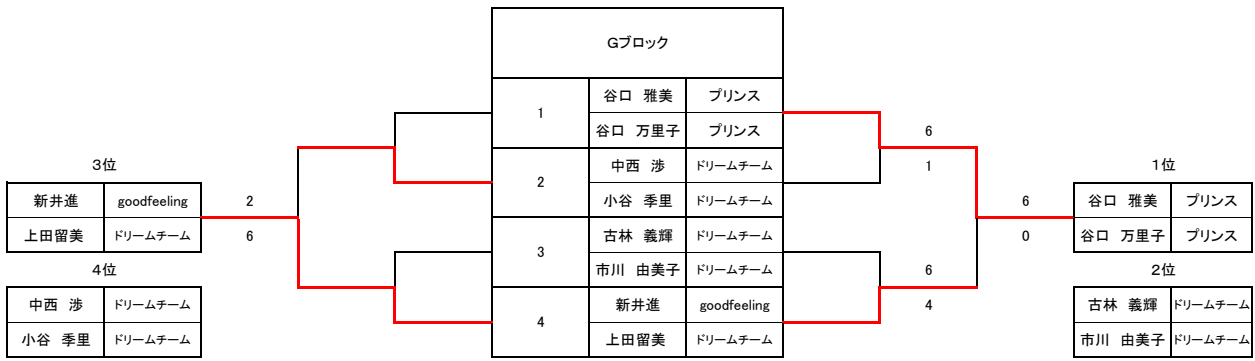 Gブロック
1
谷口 雅美 プリンス
谷口 万里子 プリンス
2
中西 渉 ドリームチーム
小谷 季里 ドリームチーム
3
古林 義輝 ドリームチーム
市川 由美子 ドリームチーム
4
新井進 goodfeeling
上田留美 ドリームチーム
3位
新井進 goodfeeling
上田留美 ドリームチーム
4位
中西 渉 ドリームチーム
小谷 季里 ドリームチーム
2
6
6
1
6
4
6
0
1位
谷口 雅美 プリンス
谷口 万里子 プリンス
2位
古林 義輝 ドリームチーム
市川 由美子 ドリームチーム